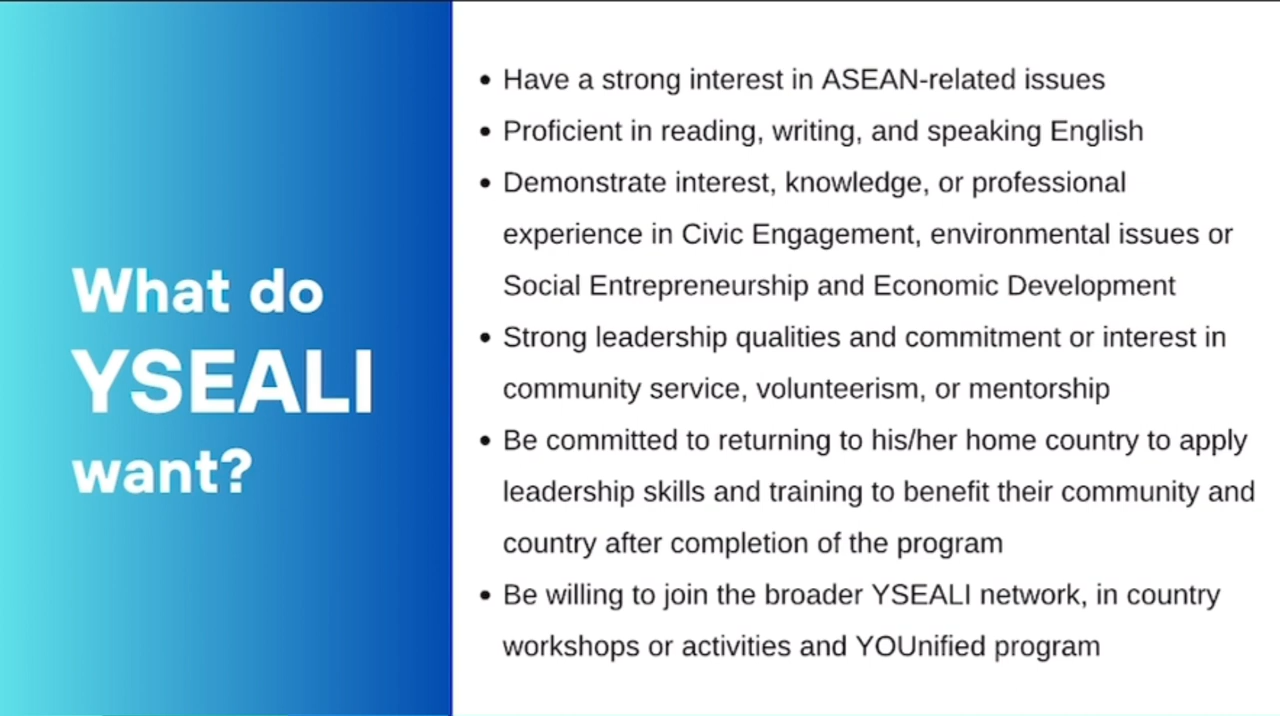 What do
YSEALI
want?
• Have a strong interest in ASEAN-related issues
• Proficient in reading, writing, and speaking English
• Demonstrate interest, knowledge, or professional
experience in Civic Engagement, environmental issues or
Social Entrepreneurship and Economic Development
• Strong leadership qualities and commitment or interest in
community service, volunteerism, or mentorship
• Be committed to returning to his/her home country to apply
leadership skills and training to benefit their community and
country after completion of the program
• Be willing to join the broader YSEALI network, in country
workshops or activities and YOUnified program